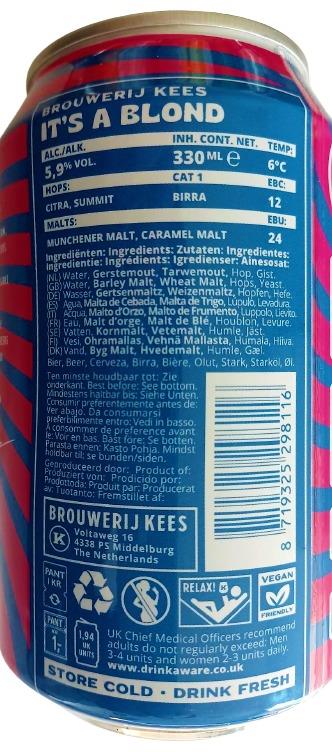 BROUWERIJ KEES
IT'S A BLOND
ALC./ALK. INH. CONT. NET. TEMP:
5,9% VOL. 330 ML ℮ 6°C
HOPS: CAT 1 EBC:
CITRA, SUMMIT BIRRA 12
MALTS: EBU:
MUNCHENER MALT, CARAMEL MALT 24
Ingrediënten: Ingredients: Zutaten: Ingredientes:
Ingredientie: Ingrédients: Igredienser: Ainesosat:
(NL) Water, Gerstemout, Tarwemout, Hop, Gist.
(GB) Water, Barley Malt, Wheat Malt, Hops, Yeast.
(DE) Wasser, Gertsenmaltz, Weizenmaltz, Hopfen, Hefe.
(ES) Agua, Malta de Cebada, Malta de Trigo, Lúpulo, Levadura.
(IT) Acqua, Malto D'Orzo, Malto de Frumento, Luppolo, Lievito.
(FR) Eau, Malt d'orge, Malt de Blé, Houblon, Levure.
(SE) Vatten, Kornmalt, Vetemalt, Humle, Jäst.
(FI) Vesi, Ohramallas, Vehnä Mallasta, Humala, Hiiva.
(DK) Vand, Byg Malt, Hvedemalt, Humle, Gæl.
Bier, Beer, Cerveza, Birra, Bière, Olut, Stark, Starkol, Øl.
Ten minste houdbaar tot: Zie
onderkant. Best before: See bottom.
Mindestens haltbar bis: Siehe Unten.
Consumir preferentemente antes de:
Ver abajo. Da consumarsi
preferibilmente entro: Vedi in basso.
A consommer de preference avant
le: Voir en bas. Bast före: Se botten.
Parasta ennen: Kasto Pohja. Mindst
holdbar til: se bunden/siden.
Geproduceerd door: Product of:
Produziert von: Prodicido por:
Prodottoda: Produit par: Producerat
av: Tuotanto: Fremstillet af:
8 719325 298116
BROUWERIJ KEES
K Voltaweg 16
4338 PS Middelburg
The Netherlands
PANT
1 KR
RELAX! K
VEGAN
FRIENDLY
PANT
1,-
1,94
UK
UNITS
UK Chief Medical Officers recommend
adults do not regularly exceed: Men
3-4 units and women 2-3 units daily.
www.drinkaware.co.uk
STORE COLD • DRINK FRESH